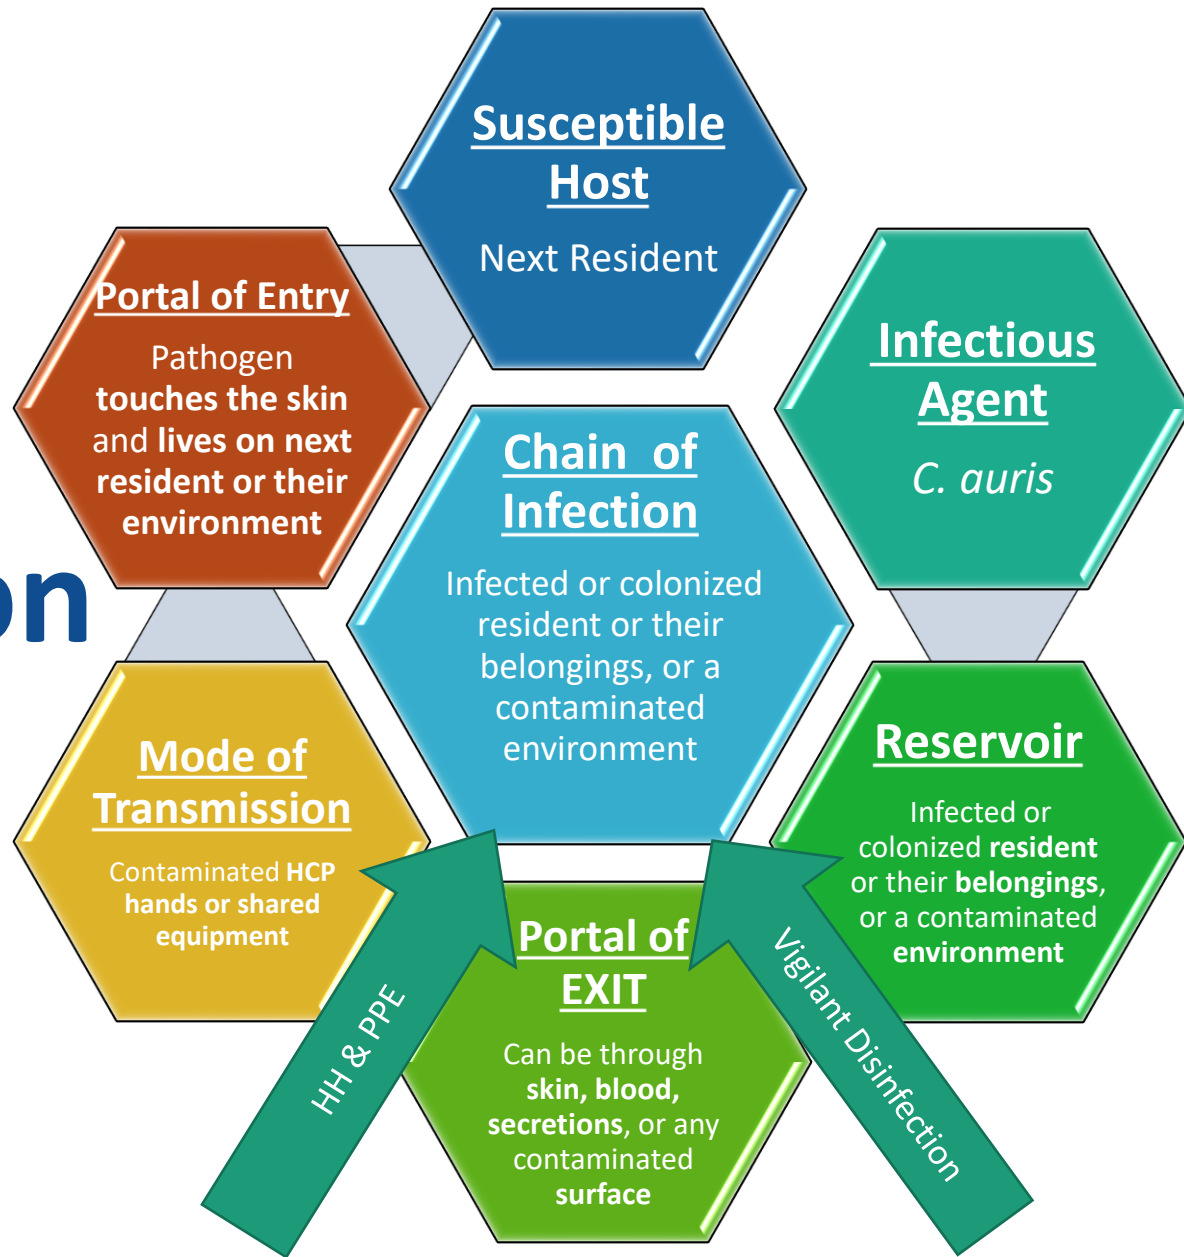 Susceptible
Host
Next Resident
Infectious
Agent
C. auris
Reservoir
Infected or
colonized resident
or their belongings,
or a contaminated
environment
Portal of
EXIT
Can be through
skin, blood,
secretions, or any
contaminated
surface
Mode of
Transmission
Contaminated HCP
hands or shared
equipment
Portal of Entry
Pathogen
touches the skin
and lives on next
resident or their
environment
Chain of
Infection
Infected or colonized
resident or their
belongings, or a
contaminated
environment
HH & PPE
Vigilant Disinfection
on